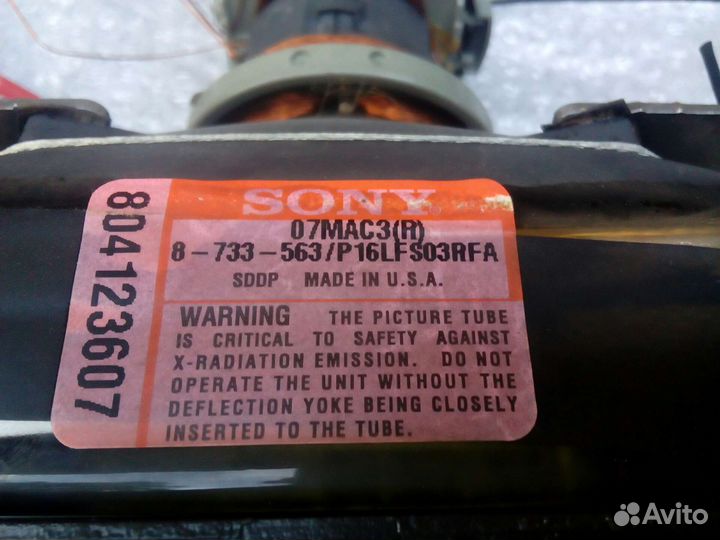 SONY
07MAC3(R)
8-733-563/P16LFS03RFA
SDDP MADE IN U.S.A.
804123607
WARNING THE PICTURE TUBE
IS CRITICAL TO SAFETY AGAINST
X-RADIATION EMISSION. DO NOT
OPERATE THE UNIT WITHOUT THE
DEFLECTION YOKE BEING CLOSELY
INSERTED TO THE TUBE.
Avito